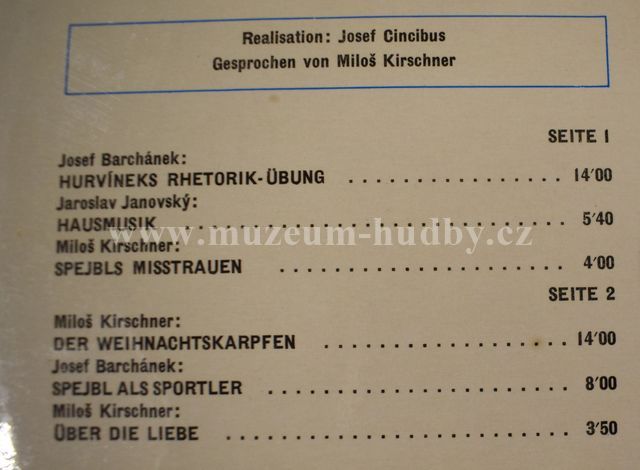 Realisation: Josef Cincibus
Gesprochen von Miloš Kirschner
SEITE 1
Josef Barchánek:
HURVÍNEKS RHETORIK-ÜBUNG ................ 14'00
Jaroslav Janovský:
HAUSMUSIK ........................ 5'40
www.muzeum-hudby.cz
Miloš Kirschner:
SPEJBLS MISSTRAUEN ..................... 4'00
SEITE 2
Miloš Kirschner:
DER WEIHNACHTSKARPFEN ................ 14'00
Josef Barchánek:
SPEJBL ALS SPORTLER ..................... 8'00
Miloš Kirschner:
ÜBER DIE LIEBE ........................ 3'50